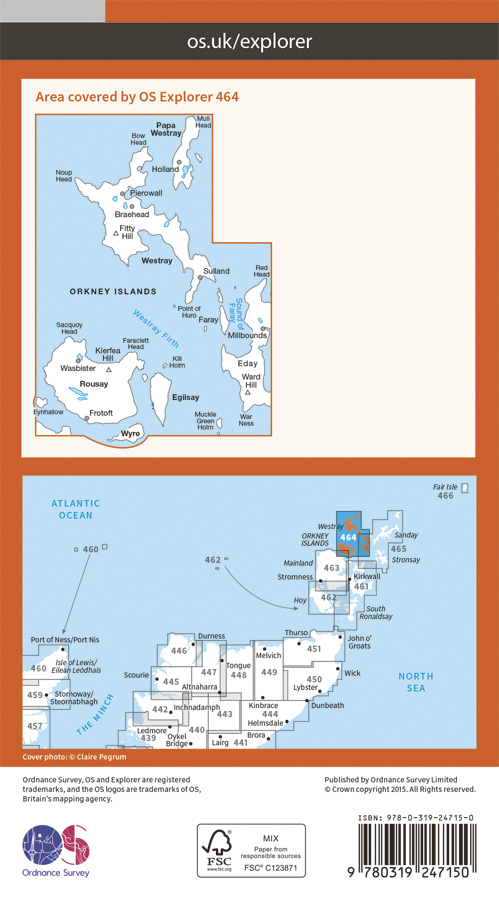 os.uk/explorer
Area covered by OS Explorer 464
Mull
Head
Papa
Westray
Bow
Head
Holland
Noup
Head
Pierowall
Braehead
Fitty
Hill
Westray
Sulland
Red
Head
ORKNEY ISLANDS
Point of
Huro
Faray
Sound of
Faray
Westray Firth
Millbounds
Sacquoy
Head
Faraclett
Head
Kierfea
Hill
Kili
Holm
Wasbister
Eday
Ward
Hill
Rousay
Egilsay
Eynhallow
Frotoft
Muckle
Green
Holm
War
Ness
Wyre
ATLANTIC
OCEAN
Fair Isle
466
Westray
464
ORKNEY
ISLANDS
Sanday
465
Stronsay
460
462
Mainland
463
Stromness
Kirkwall
461
462
Hoy
South
Ronaldsay
Port of Ness/Port Nis
Durness
Thurso
John o'
Groats
446
451
Melvich
Isle of Lewis/
Eilean Leòdhais
460
Tongue
Scourie
447
448
449
Wick
445
Altnaharra
450
Lybster
459
Stornoway/
Steornabhagh
NORTH
SEA
THE MINCH
Inchnadamph
442
443
Kinbrace
444
Dunbeath
Helmsdale
457
Ledmore
439
Oykel
Bridge
440
Lairg
441
Brora
Cover photo: © Claire Pegrum
Ordnance Survey, OS and Explorer are registered
trademarks, and the OS logos are trademarks of OS,
Britain's mapping agency.
Published by Ordnance Survey Limited
© Crown copyright 2015. All Rights reserved.
OS
Ordnance Survey
FSC
www.fsc.org
MIX
Paper from
responsible sources
FSC® C123871
ISBN: 978-0-319-24715-0
9 780319 247150